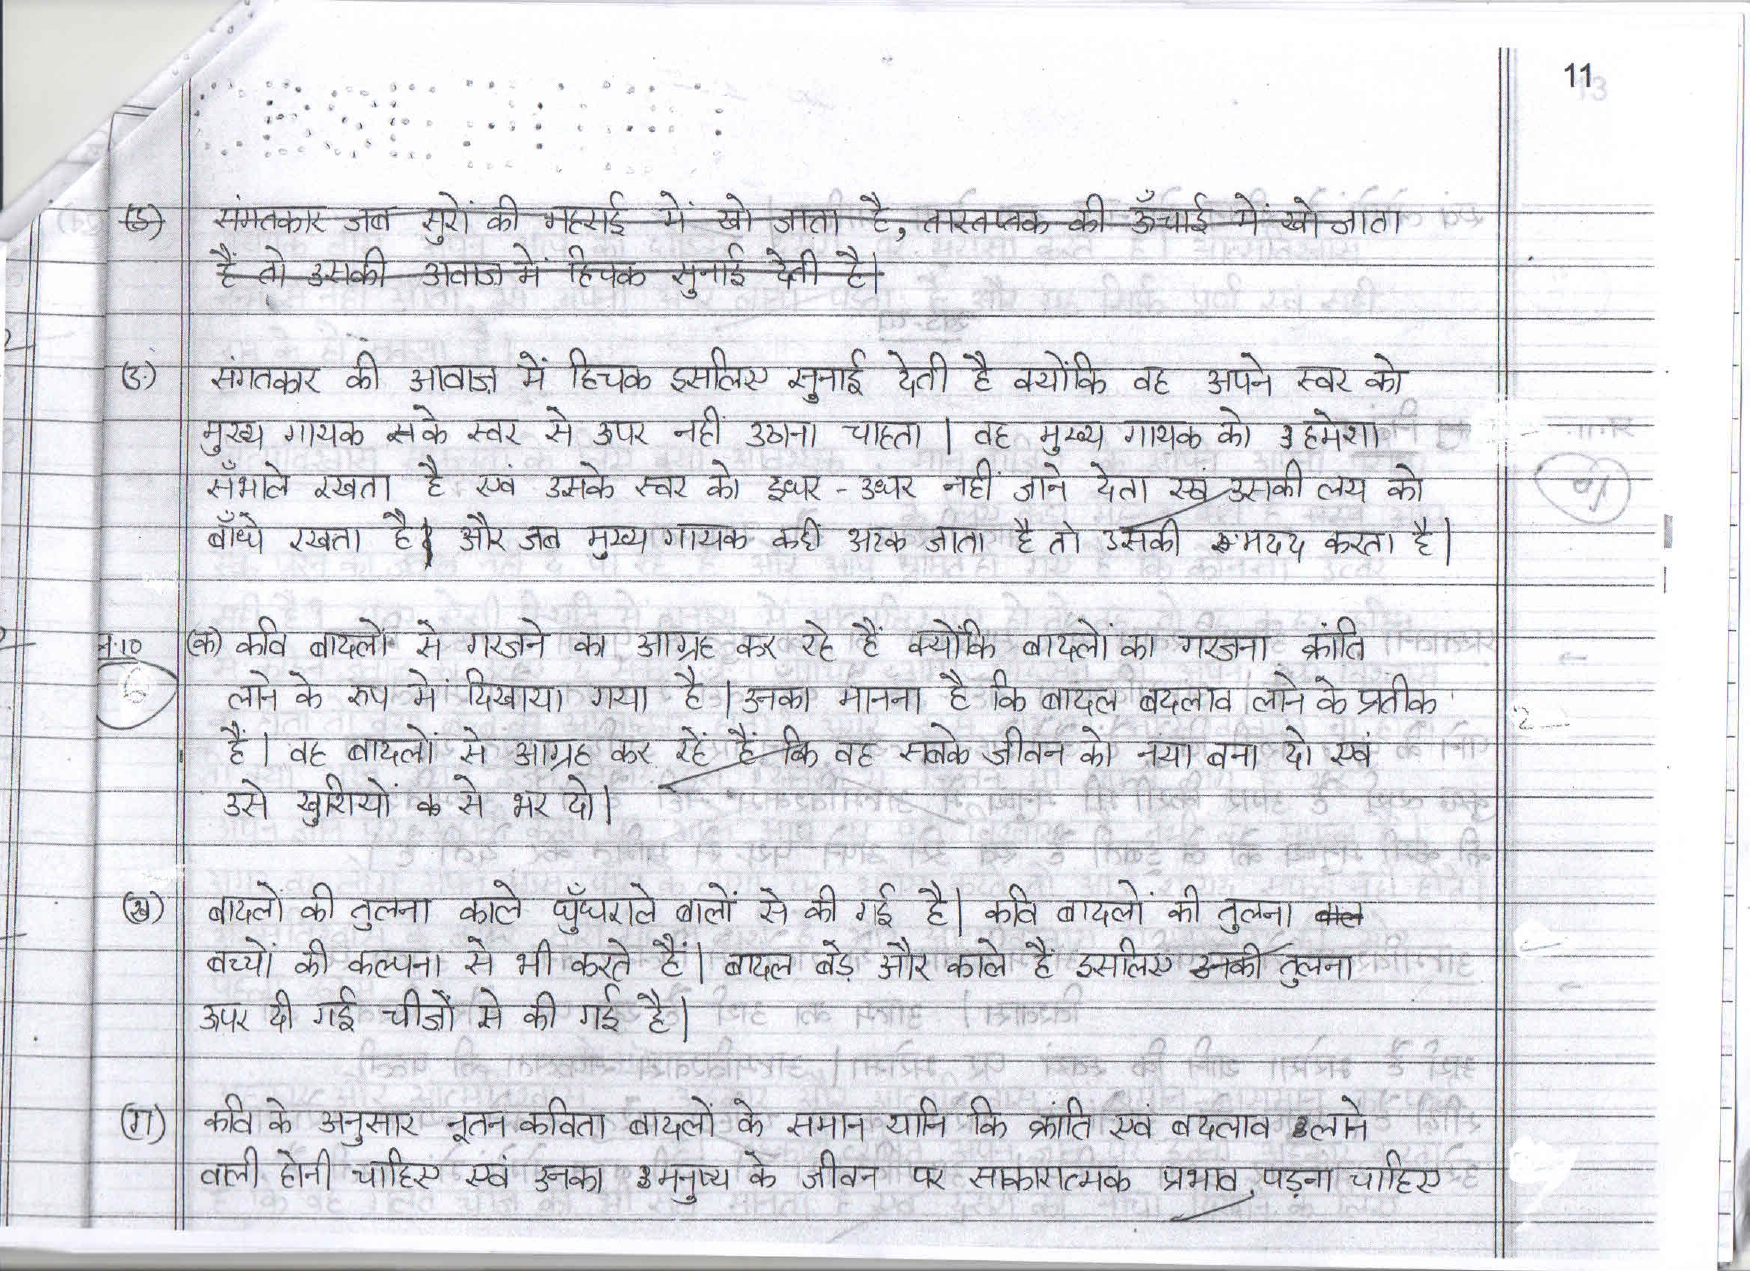 11
(ङ) संगतकार जब सुरों की गहराई में खो जाता है, तारसप्तक की ऊँचाई में खो जाता
है तो उसकी आवाज़ में हिचक सुनाई देती है।
(ङ) संगतकार की आवाज़ में हिचक इसलिए सुनाई देती है क्योंकि वह अपने स्वर को
मुख्य गायक के स्वर से ऊपर नहीं उठाना चाहता। वह मुख्य गायक को हमेशा
सँभाले रखता है एवं उसके स्वर को इधर-उधर नहीं जाने देता एवं उसकी लय को
बाँधे रखता है। और जब मुख्य गायक कहीं अटक जाता है तो उसकी मदद करता है।
10 (क) कवि बादलों से गरजने का आग्रह कर रहे हैं क्योंकि बादलों का गरजना क्रांति
6
लाने के रूप में दिखाया गया है। उनका मानना है कि बादल बदलाव लाने के प्रतीक
2
हैं। वह बादलों से आग्रह कर रहें हैं कि वह सबके जीवन को नया बना दो एवं
उसे खुशियों से भर दो।
(ख) बादलों की तुलना काले घुँघराले बालों से की गई है। कवि बादलों की तुलना
बच्चों की कल्पना से भी करते हैं। बादल बड़े और काले हैं इसलिए उनकी तुलना
ऊपर दी गई चीज़ों से की गई है।
(ग) कवि के अनुसार नूतन कविता बादलों के समान यानि कि क्रांति एवं बदलाव लाने
वाली होनी चाहिए एवं उनका मनुष्य के जीवन पर साकारात्मक प्रभाव पड़ना चाहिए